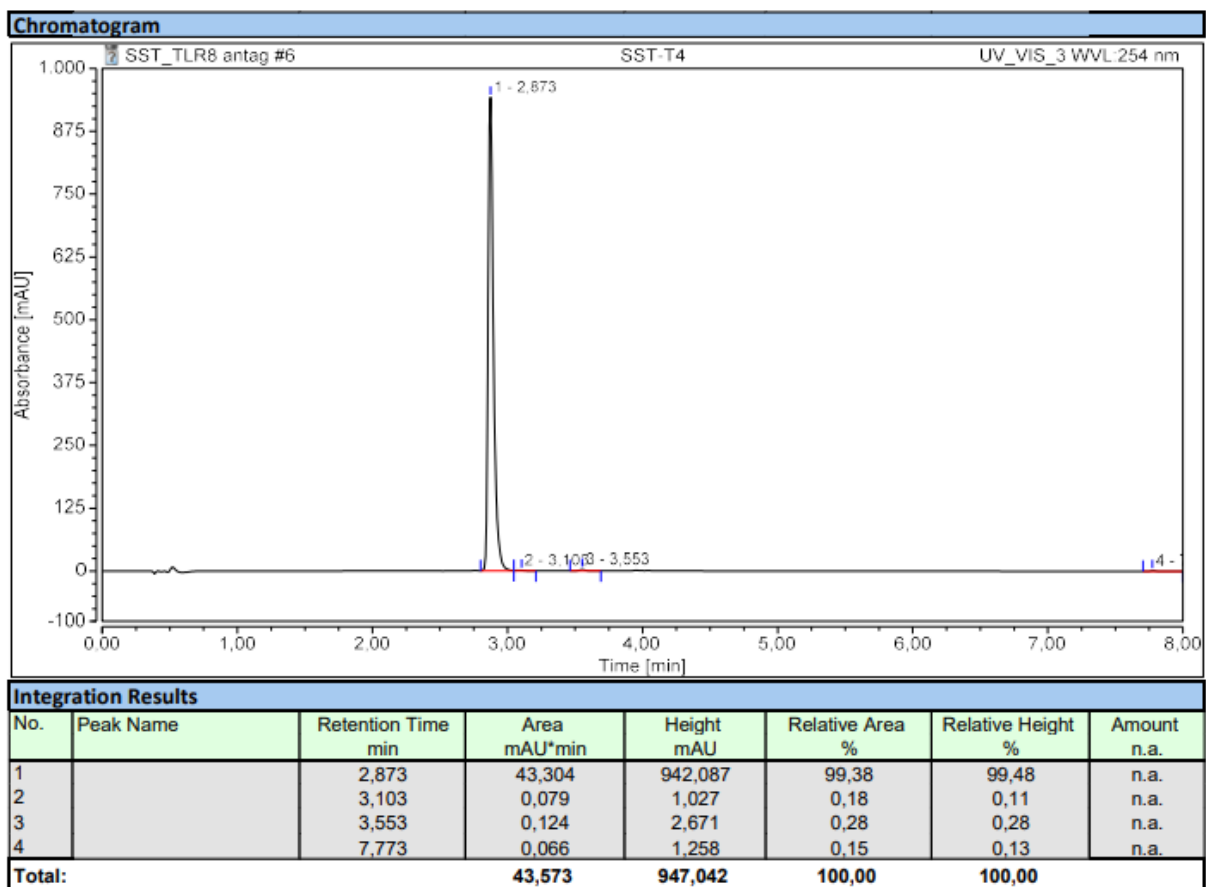 Chromatogram
SST_TLR8 antag #6 SST-T4 UV_VIS_3 WVL:254 nm
1.000
1 - 2,873
875
750
625
500
375
250
125
2 - 3,103 3 - 3,553 4 -
0
-100
Absorbance [mAU]
0,00 1,00 2,00 3,00 4,00 5,00 6,00 7,00 8,00
Time [min]
Integration Results
No. Peak Name Retention Time Area Height Relative Area Relative Height Amount
min mAU*min mAU % % n.a.
1 2,873 43,304 942,087 99,38 99,48 n.a.
2 3,103 0,079 1,027 0,18 0,11 n.a.
3 3,553 0,124 2,671 0,28 0,28 n.a.
4 7,773 0,066 1,258 0,15 0,13 n.a.
Total: 43,573 947,042 100,00 100,00